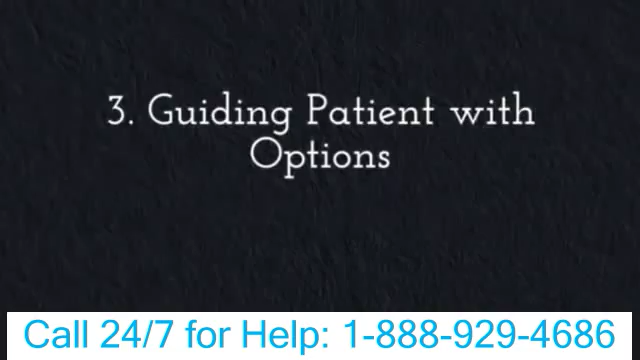 3. Guiding Patient with
Options
Call 24/7 for Help: 1-888-929-4686